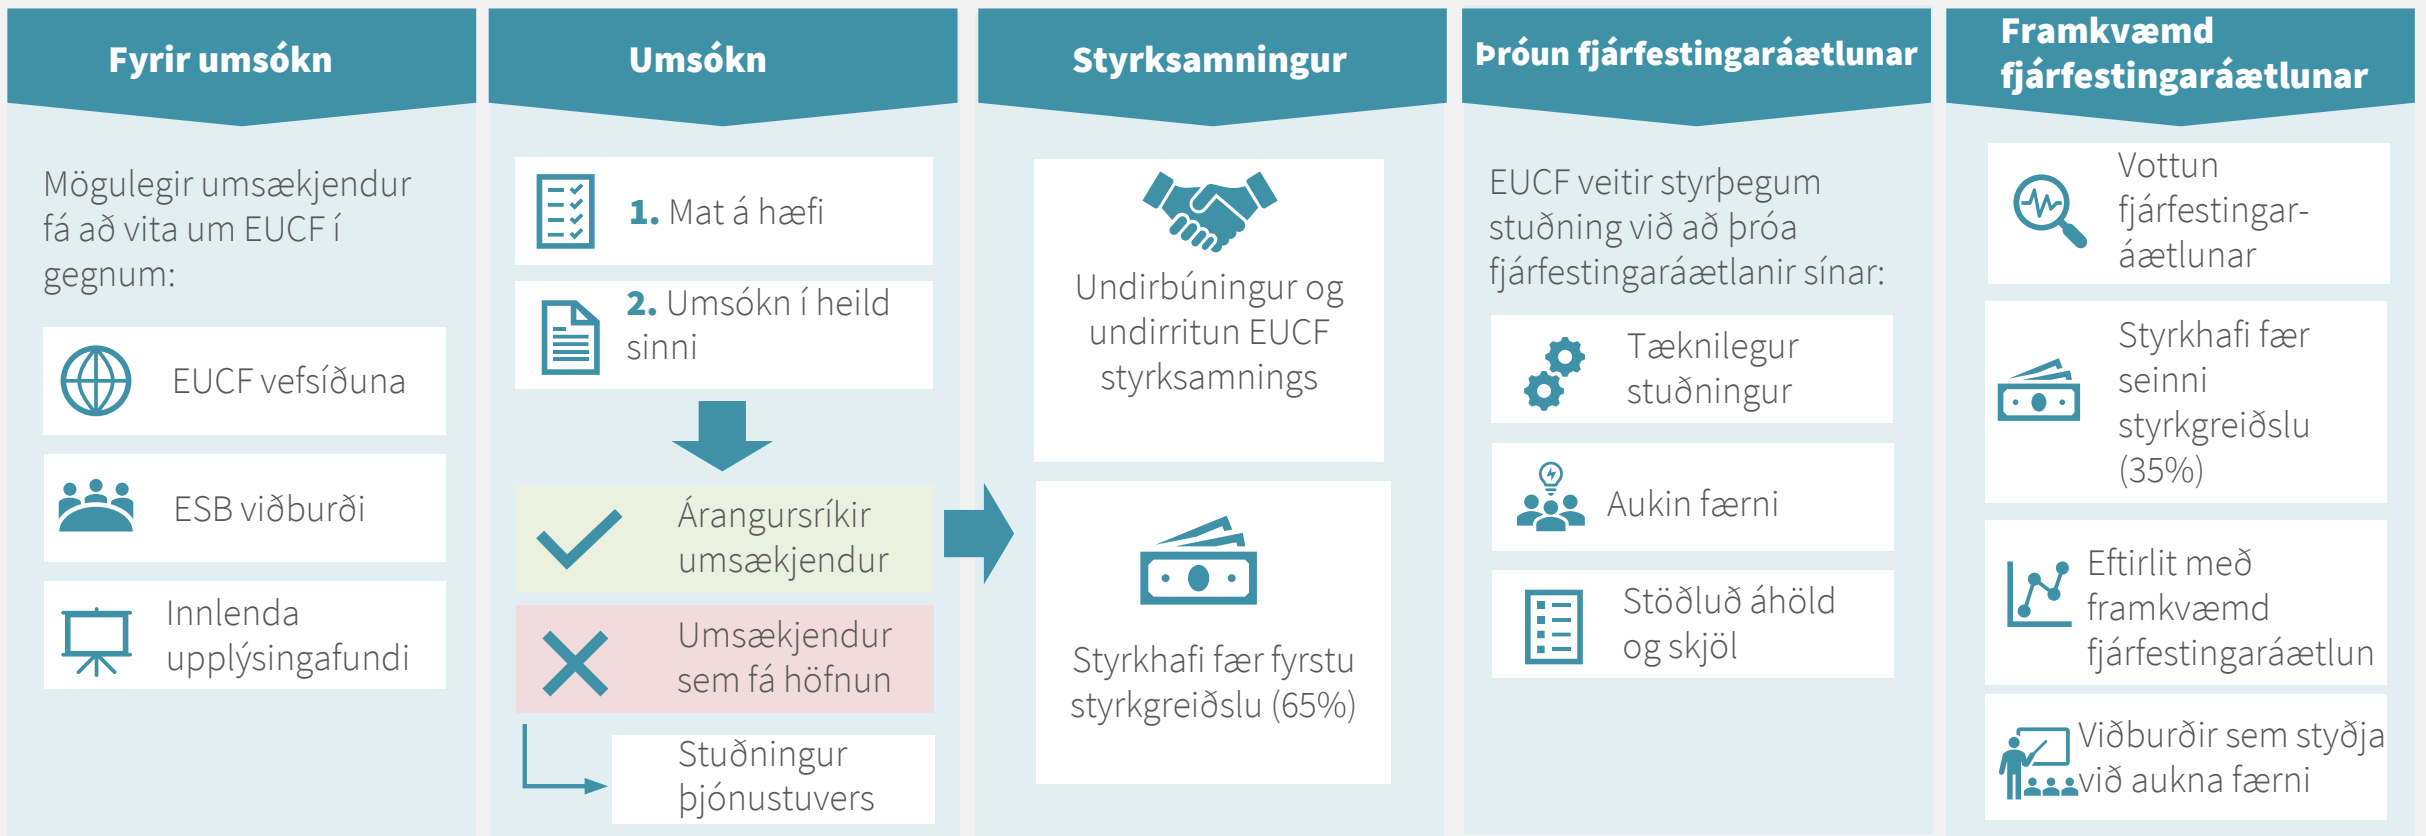 Fyrir umsókn
Mögulegir umsækjendur
fá að vita um EUCF í
gegnum:
EUCF vefsíðuna
ESB viðburði
Innlenda
upplýsingafundi
Umsókn
1. Mat á hæfi
2. Umsókn í heild
sinni
Árangursríkir
umsækjendur
Umsækjendur
sem fá höfnun
Stuðningur
þjónustuvers
Styrksamningur
Undirbúningur og
undirritun EUCF
styrksamnings
Styrkhafi fær fyrstu
styrkgreiðslu (65%)
Þróun fjárfestingaráætlunar
EUCF veitir styrþegum
stuðning við að þróa
fjárfestingaráætlanir sínar:
Tæknilegur
stuðningur
Aukin færni
Stöðluð áhöld
og skjöl
Framkvæmd
fjárfestingaráætlunar
Vottun
fjárfestingar-
áætlunar
Styrkhafi fær
seinni
styrkgreiðslu
(35%)
Eftirlit með
framkvæmd
fjárfestingaráætlun
Viðburðir sem styðja
við aukna færni